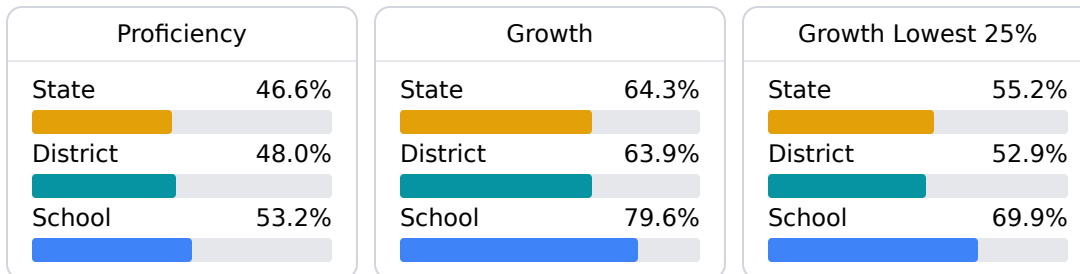 Proficiency
State 46.6%
District 48.0%
School 53.2%
Growth
State 64.3%
District 63.9%
School 79.6%
Growth Lowest 25%
State 55.2%
District 52.9%
School 69.9%